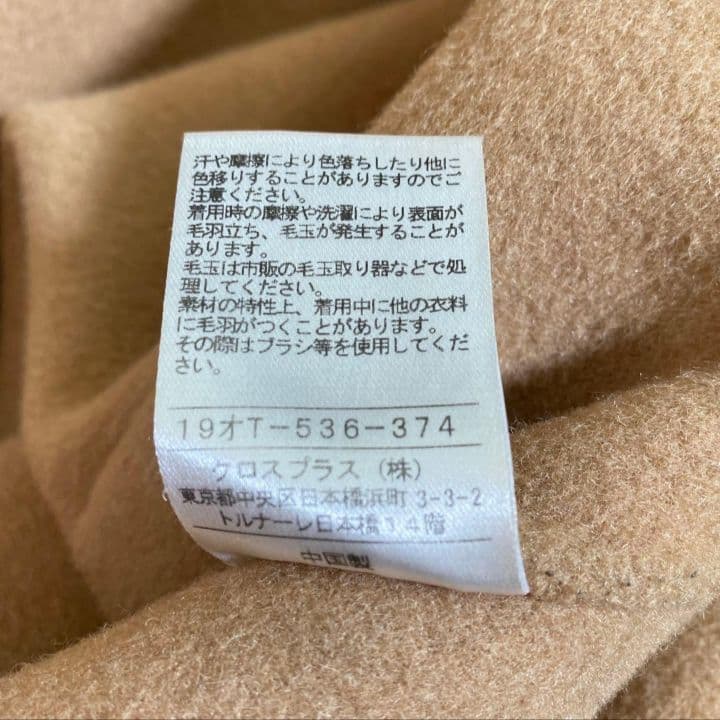 汗や摩擦により色落ちしたり他に
色移りすることがありますのでご
注意ください。
着用時の摩擦や洗濯により表面が
毛羽立ち、毛玉が発生することが
あります。
毛玉は市販の毛玉取り器などで処
理してください。
素材の特性上、着用中に他の衣料
に毛羽がつくことがあります。
その際はブラシ等を使用してくだ
さい。
19オT-536-374
クロスプラス（株）
東京都中央区日本橋浜町3-3-2
トルナーレ日本橋14階
中国製